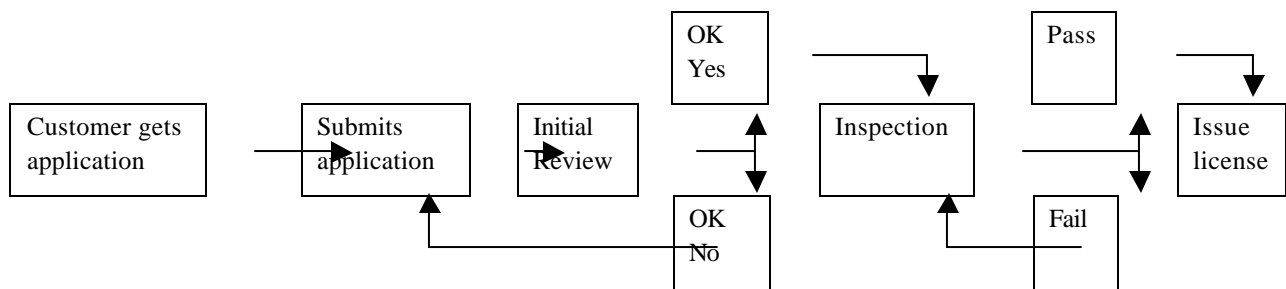 Customer gets
application
Submits
application
Initial
Review
OK
Yes
OK
No
Inspection
Pass
Fail
Issue
license